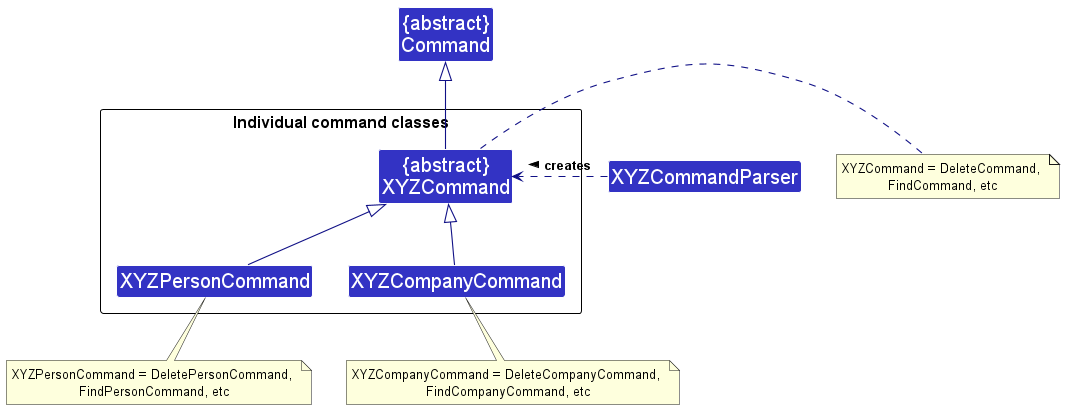 {abstract}
Command
Individual command classes
{abstract}
XYZCommand
creates
XYZCommandParser
XYZCommand = DeleteCommand,
FindCommand, etc
XYZPersonCommand
XYZCompanyCommand
XYZPersonCommand = DeletePersonCommand,
FindPersonCommand, etc
XYZCompanyCommand = DeleteCompanyCommand,
FindCompanyCommand, etc